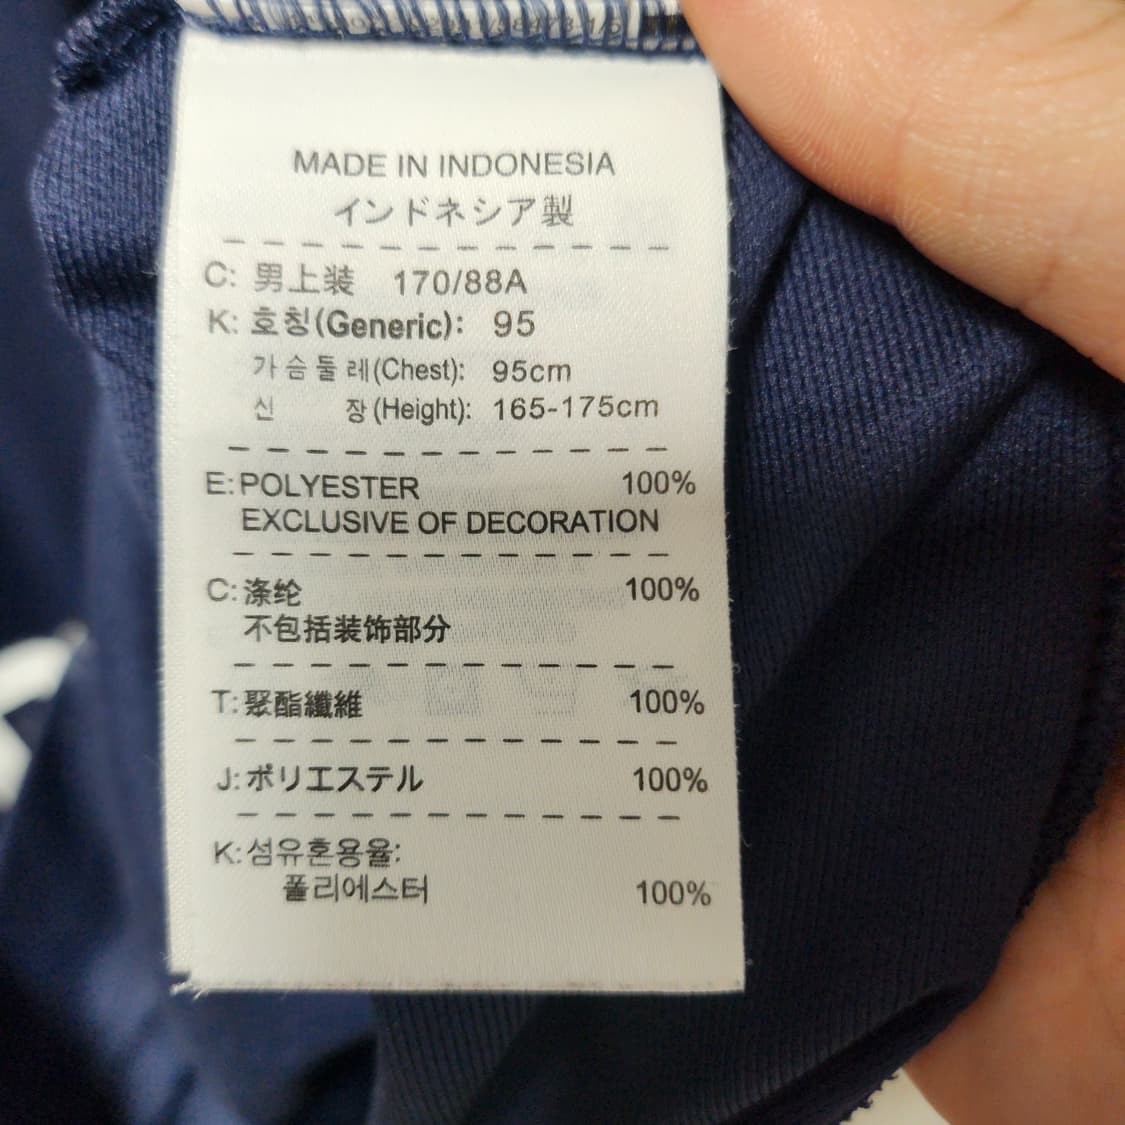 MADE IN INDONESIA
インドネシア製
C: 男上装 170/88A
K: 호칭(Generic): 95
가슴둘레(Chest): 95cm
신 장(Height): 165-175cm
E: POLYESTER 100%
EXCLUSIVE OF DECORATION
C: 涤纶 100%
不包括装饰部分
T: 聚酯纖維 100%
J: ポリエステル 100%
K: 섬유혼용율:
폴리에스터 100%